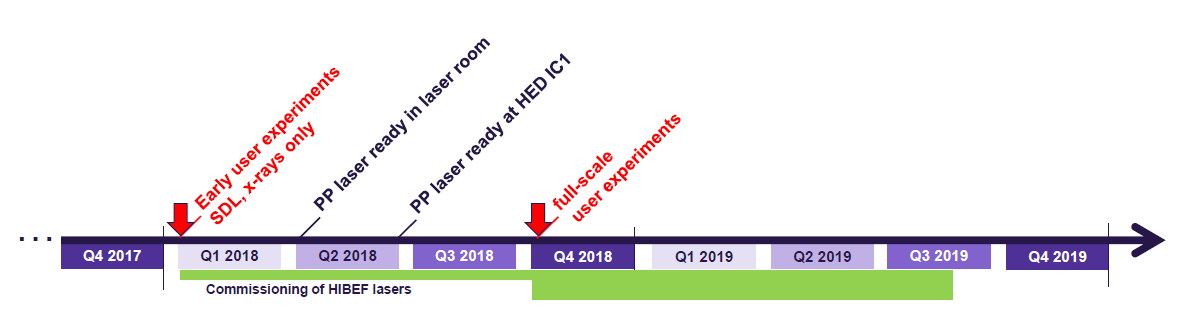 Early user experiments
SDL, x-rays only
PP laser ready in laser room
PP laser ready at HED IC1
full-scale
user experiments
. . .
Q4 2017
Q1 2018
Q2 2018
Q3 2018
Q4 2018
Q1 2019
Q2 2019
Q3 2019
Q4 2019
Commissioning of HIBEF lasers